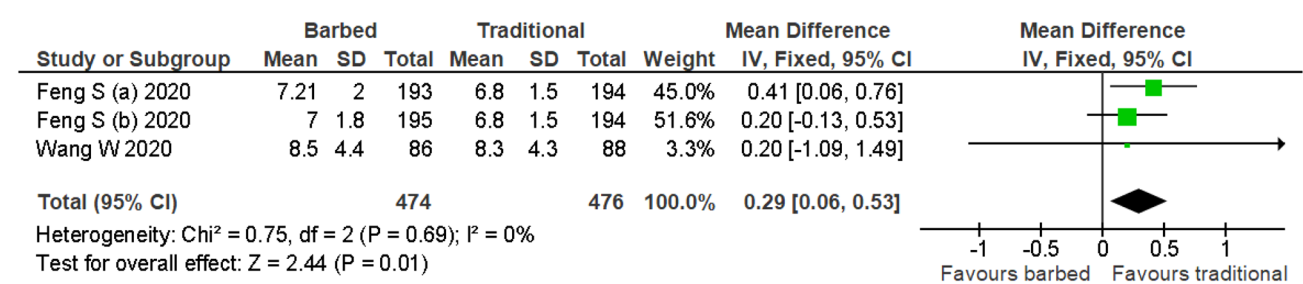 Barbed Traditional Mean Difference Mean Difference
Study or Subgroup Mean SD Total Mean SD Total Weight IV, Fixed, 95% CI IV, Fixed, 95% CI
Feng S (a) 2020 7.21 2 193 6.8 1.5 194 45.0% 0.41 [0.06, 0.76]
Feng S (b) 2020 7 1.8 195 6.8 1.5 194 51.6% 0.20 [-0.13, 0.53]
Wang W 2020 8.5 4.4 86 8.3 4.3 88 3.3% 0.20 [-1.09, 1.49]
Total (95% CI) 474 476 100.0% 0.29 [0.06, 0.53]
Heterogeneity: Chi² = 0.75, df = 2 (P = 0.69); I² = 0%
Test for overall effect: Z = 2.44 (P = 0.01)
-1 -0.5 0 0.5 1
Favours barbed Favours traditional